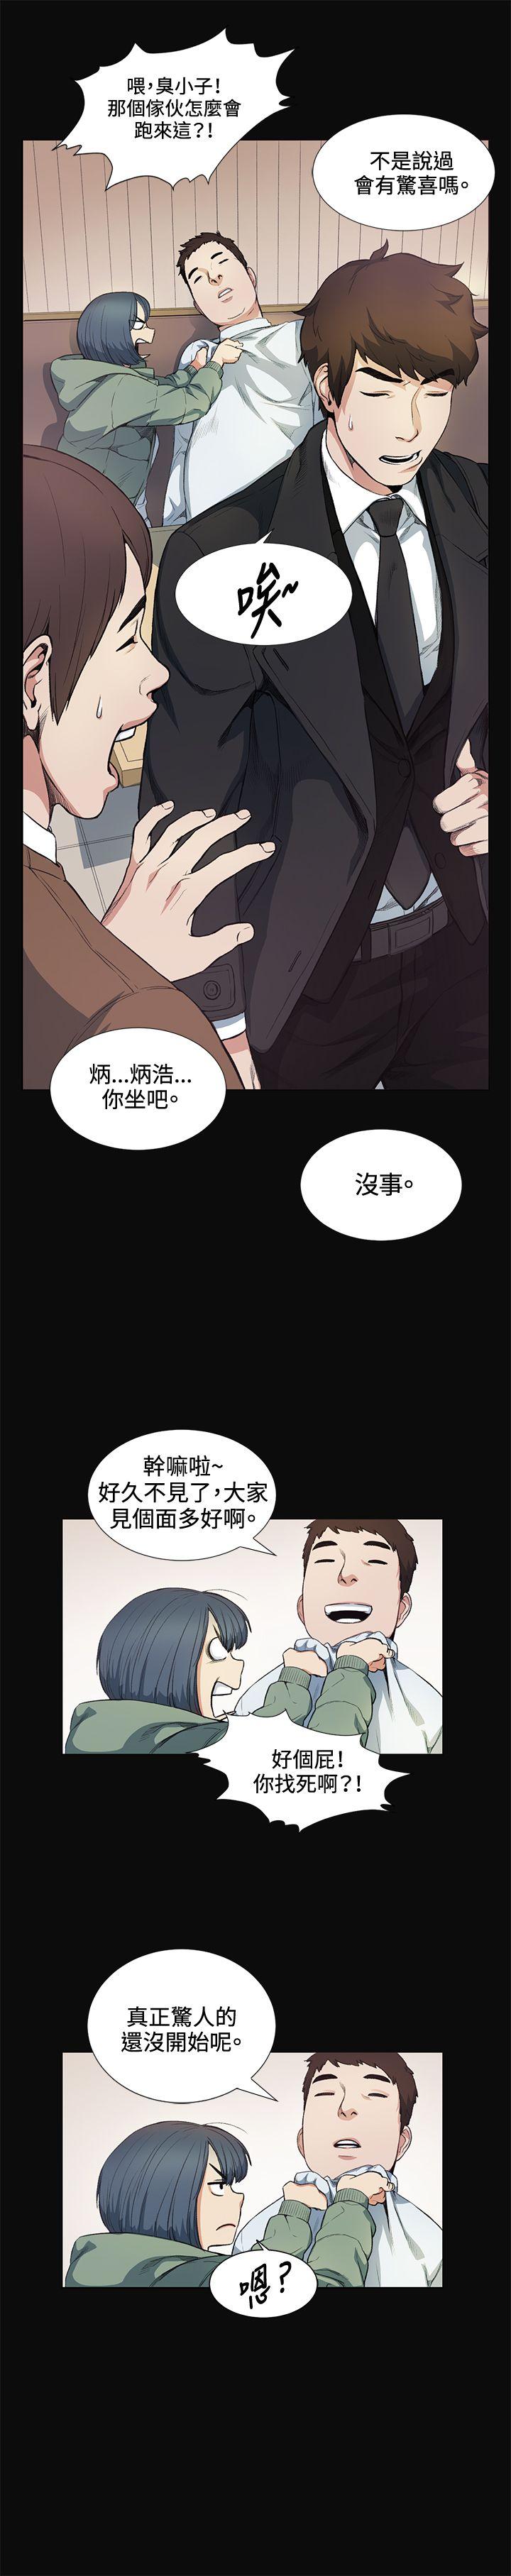 喂，臭小子！
那個傢伙怎麼會
跑來這？！
不是說過
會有驚喜嗎。
唉~
炳…炳浩…
你坐吧。
沒事。
幹嘛啦~
好久不見了，大家
見個面多好啊。
好個屁！
你找死啊？！
真正驚人的
還沒開始呢。
嗯？